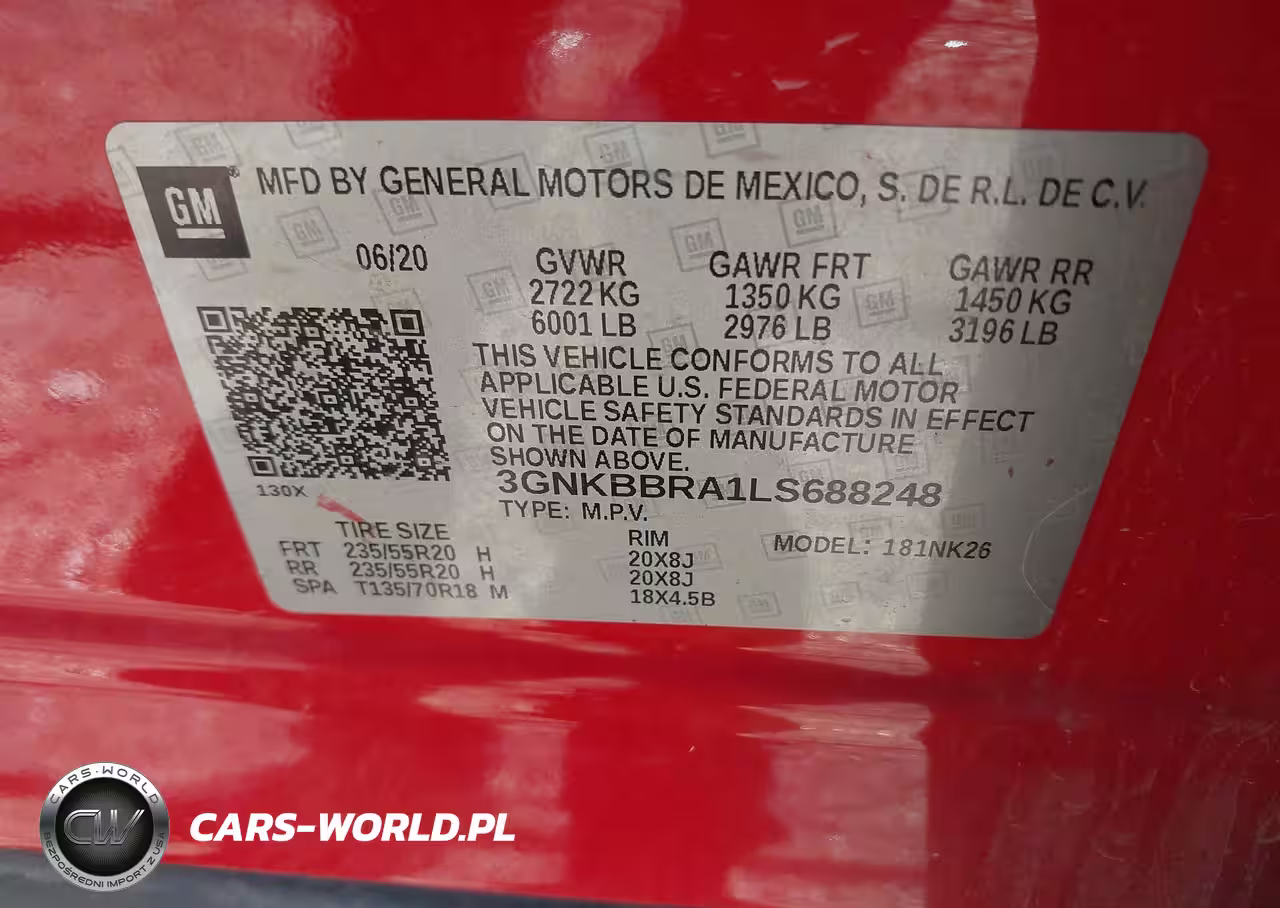 GM
MFD BY GENERAL MOTORS DE MEXICO, S. DE R.L. DE C.V.
06/20 GVWR GAWR FRT GAWR RR
2722 KG 1350 KG 1450 KG
6001 LB 2976 LB 3196 LB
THIS VEHICLE CONFORMS TO ALL
APPLICABLE U.S. FEDERAL MOTOR
VEHICLE SAFETY STANDARDS IN EFFECT
ON THE DATE OF MANUFACTURE
SHOWN ABOVE.
130X
3GNKBBRA1LS688248
TYPE: M.P.V.
TIRE SIZE RIM MODEL: 181NK26
FRT 235/55R20 H 20X8J
RR 235/55R20 H 20X8J
SPA T135/70R18 M 18X4.5B
CARS-WORLD
CW
BEZPOŚREDNI IMPORT Z USA
CARS-WORLD.PL